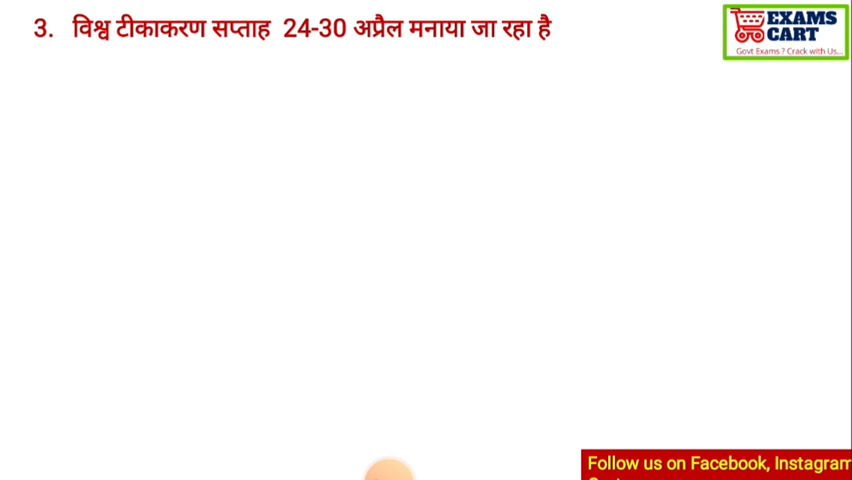 3. विश्व टीकाकरण सप्ताह 24-30 अप्रैल मनाया जा रहा है
EXAMS
CART
Govt Exams ? Crack with Us...
Follow us on Facebook, Instagram